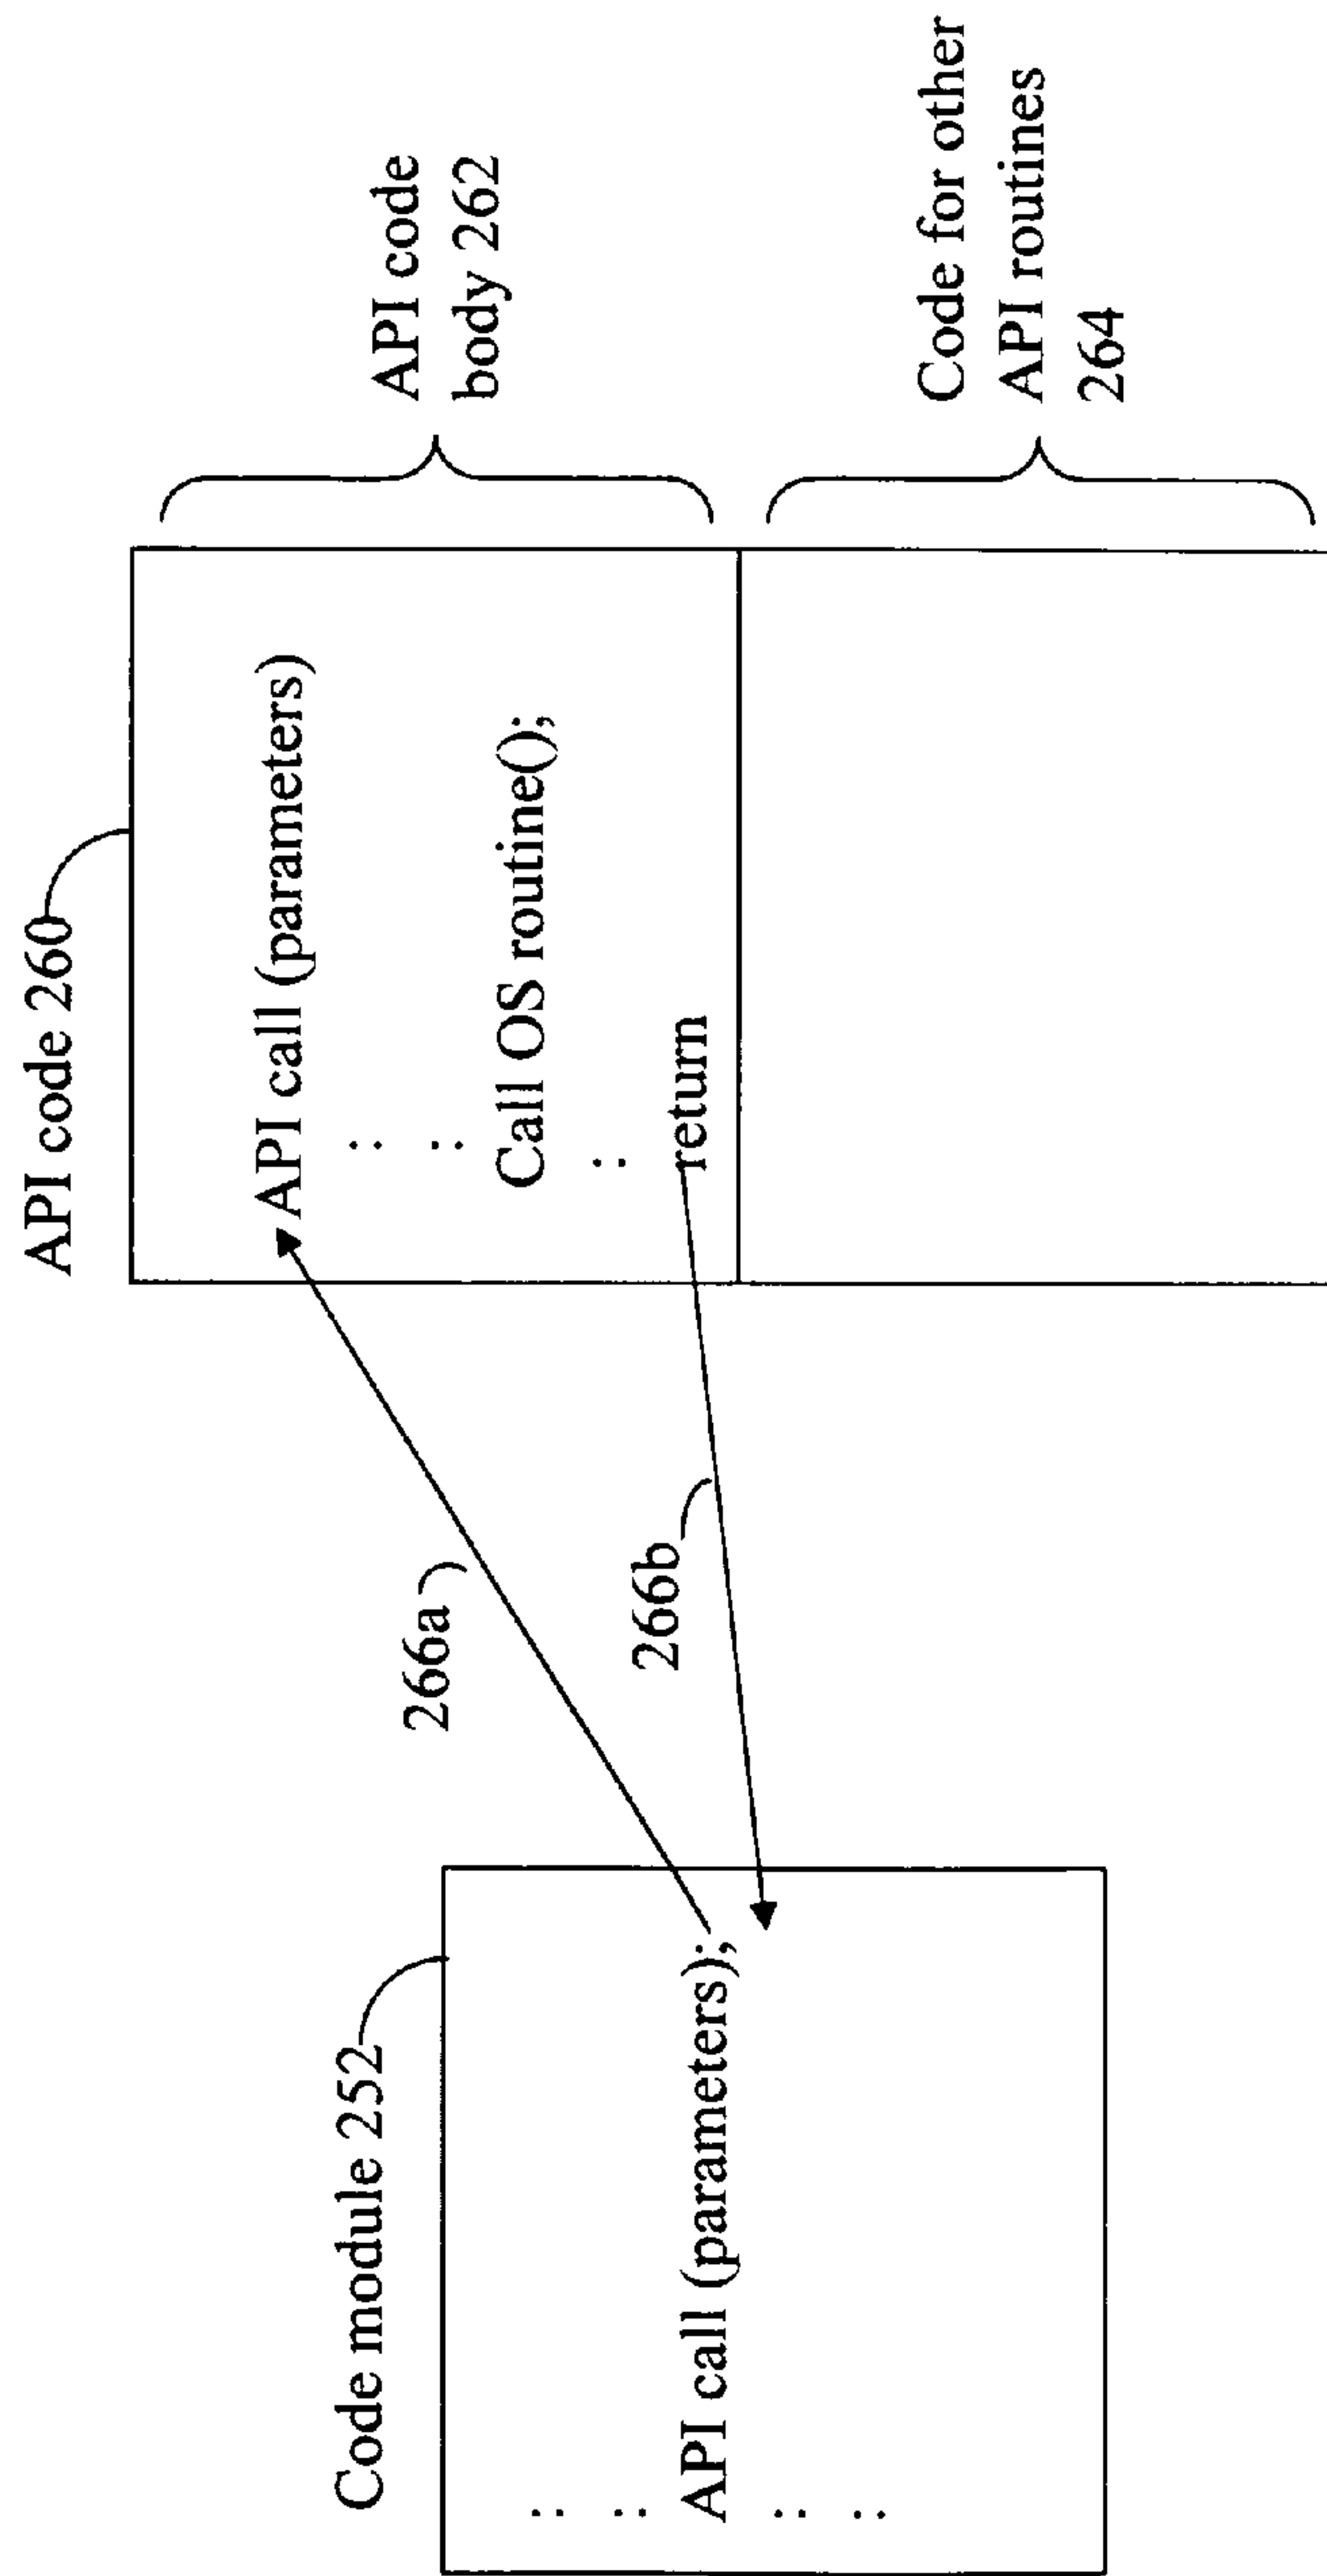 API code 260
API call (parameters)
:
:
Call OS routine();
:
return
API code
body 262
Code for other
API routines
264
266a
266b
Code module 252
:
:
API call (parameters);
:
: